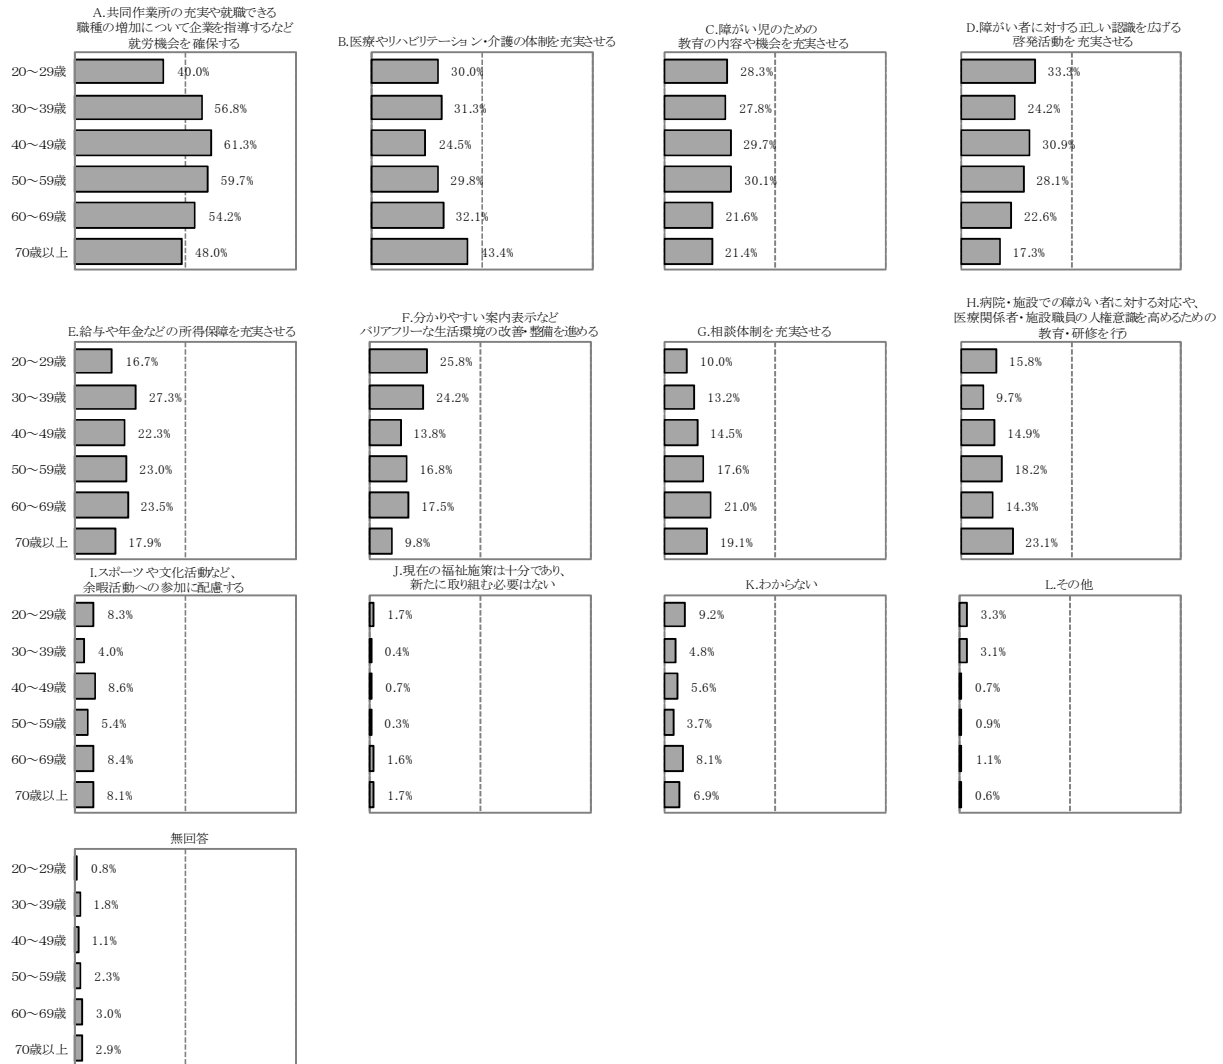 A.共同作業所の充実や就職できる
職種の増加について企業を指導するなど
就労機会を確保する
20～29歳 40.0%
30～39歳 56.8%
40～49歳 61.3%
50～59歳 59.7%
60～69歳 54.2%
70歳以上 48.0%
B.医療やリハビリテーション・介護の体制を充実させる
30.0%
31.3%
24.5%
29.8%
32.1%
43.4%
C.障がい児のための
教育の内容や機会を充実させる
28.3%
27.8%
29.7%
30.1%
21.6%
21.4%
D.障がい者に対する正しい認識を広げる
啓発活動を充実させる
33.3%
24.2%
30.9%
28.1%
22.6%
17.3%
E.給与や年金などの所得保障を充実させる
20～29歳 16.7%
30～39歳 27.3%
40～49歳 22.3%
50～59歳 23.0%
60～69歳 23.5%
70歳以上 17.9%
F.分かりやすい案内表示など
バリアフリーな生活環境の改善・整備を進める
25.8%
24.2%
13.8%
16.8%
17.5%
9.8%
G.相談体制を充実させる
10.0%
13.2%
14.5%
17.6%
21.0%
19.1%
H.病院・施設での障がい者に対する対応や、
医療関係者・施設職員の人権意識を高めるための
教育・研修を行う
15.8%
9.7%
14.9%
18.2%
14.3%
23.1%
I.スポーツや文化活動など、
余暇活動への参加に配慮する
20～29歳 8.3%
30～39歳 4.0%
40～49歳 8.6%
50～59歳 5.4%
60～69歳 8.4%
70歳以上 8.1%
J.現在の福祉施策は十分であり、
新たに取り組む必要はない
1.7%
0.4%
0.7%
0.3%
1.6%
1.7%
K.わからない
9.2%
4.8%
5.6%
3.7%
8.1%
6.9%
L.その他
3.3%
3.1%
0.7%
0.9%
1.1%
0.6%
無回答
20～29歳 0.8%
30～39歳 1.8%
40～49歳 1.1%
50～59歳 2.3%
60～69歳 3.0%
70歳以上 2.9%